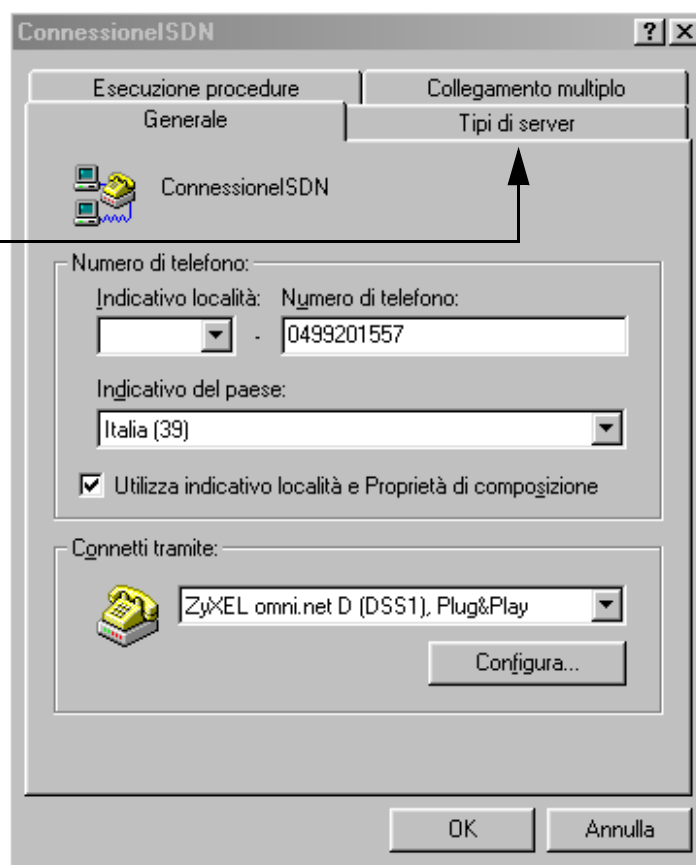 ConnessioneISDN
Esecuzione procedure
Collegamento multiplo
Generale
Tipi di server
ConnessioneISDN
Numero di telefono:
Indicativo località:
Numero di telefono:
-
0499201557
Indicativo del paese:
Italia (39)
Utilizza indicativo località e Proprietà di composizione
Connetti tramite:
ZyXEL omni.net D (DSS1), Plug&Play
Configura...
OK
Annulla